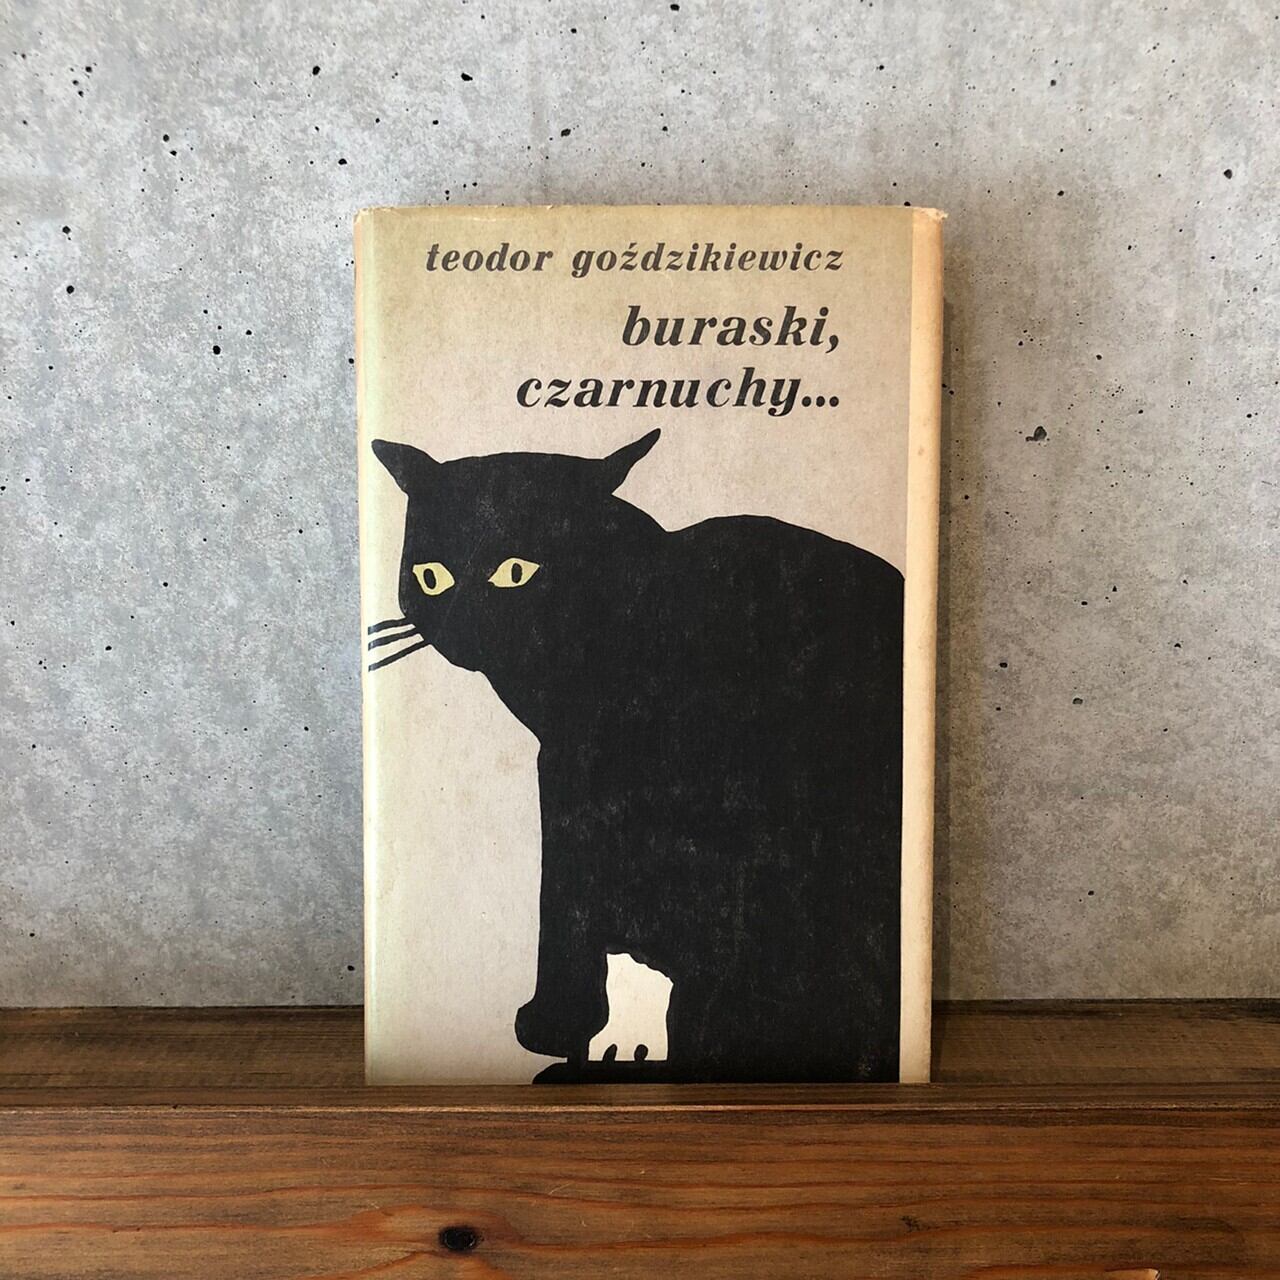 teodor goździkiewicz
buraski,
czarnuchy...